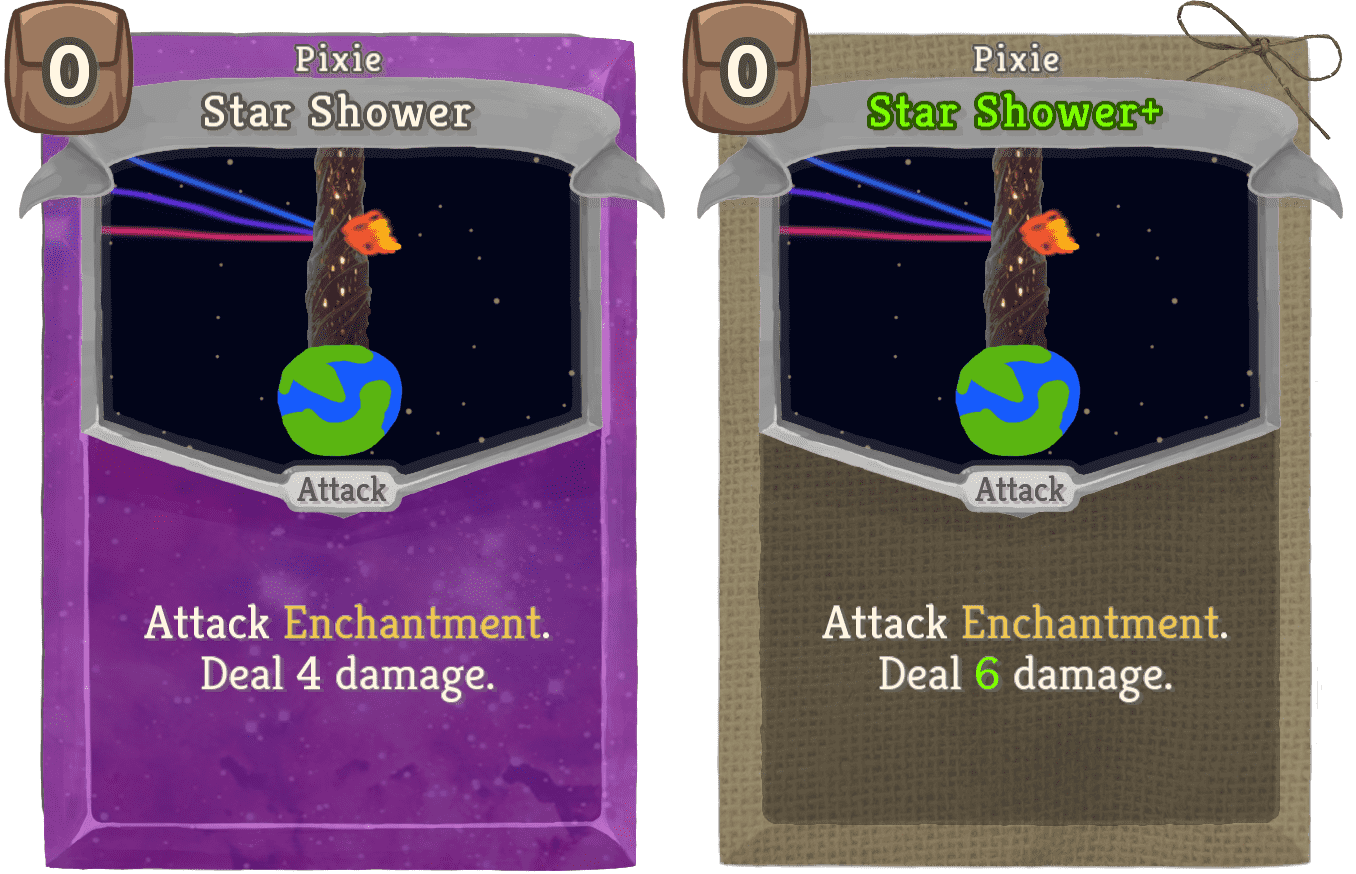 0
Pixie
Star Shower
Attack
Attack Enchantment.
Deal 4 damage.
0
Pixie
Star Shower+
Attack
Attack Enchantment.
Deal 6 damage.